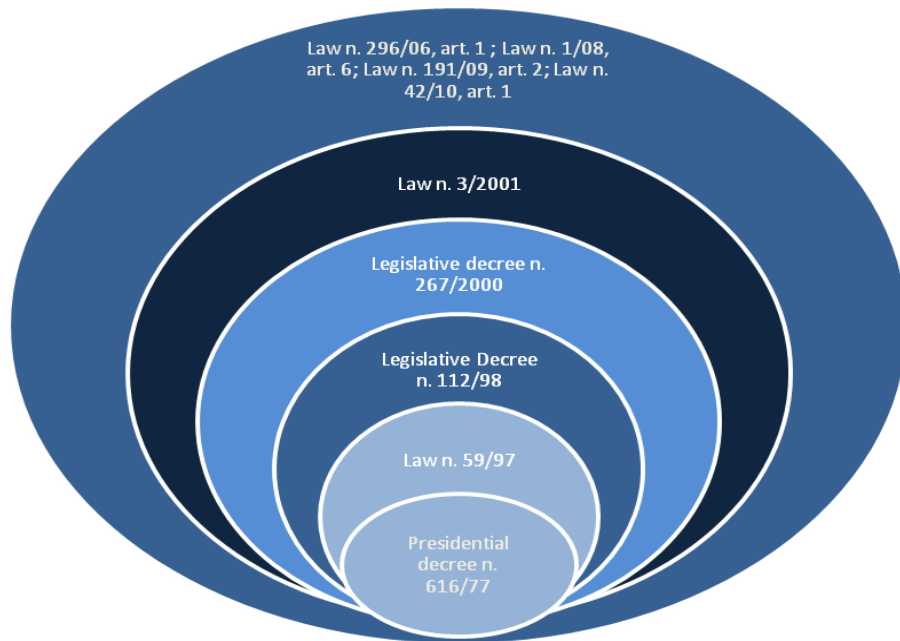 Law n. 296/06, art. 1 ; Law n. 1/08,
art. 6; Law n. 191/09, art. 2; Law n.
42/10, art. 1
Law n. 3/2001
Legislative decree n.
267/2000
Legislative Decree
n. 112/98
Law n. 59/97
Presidential
decree n.
616/77